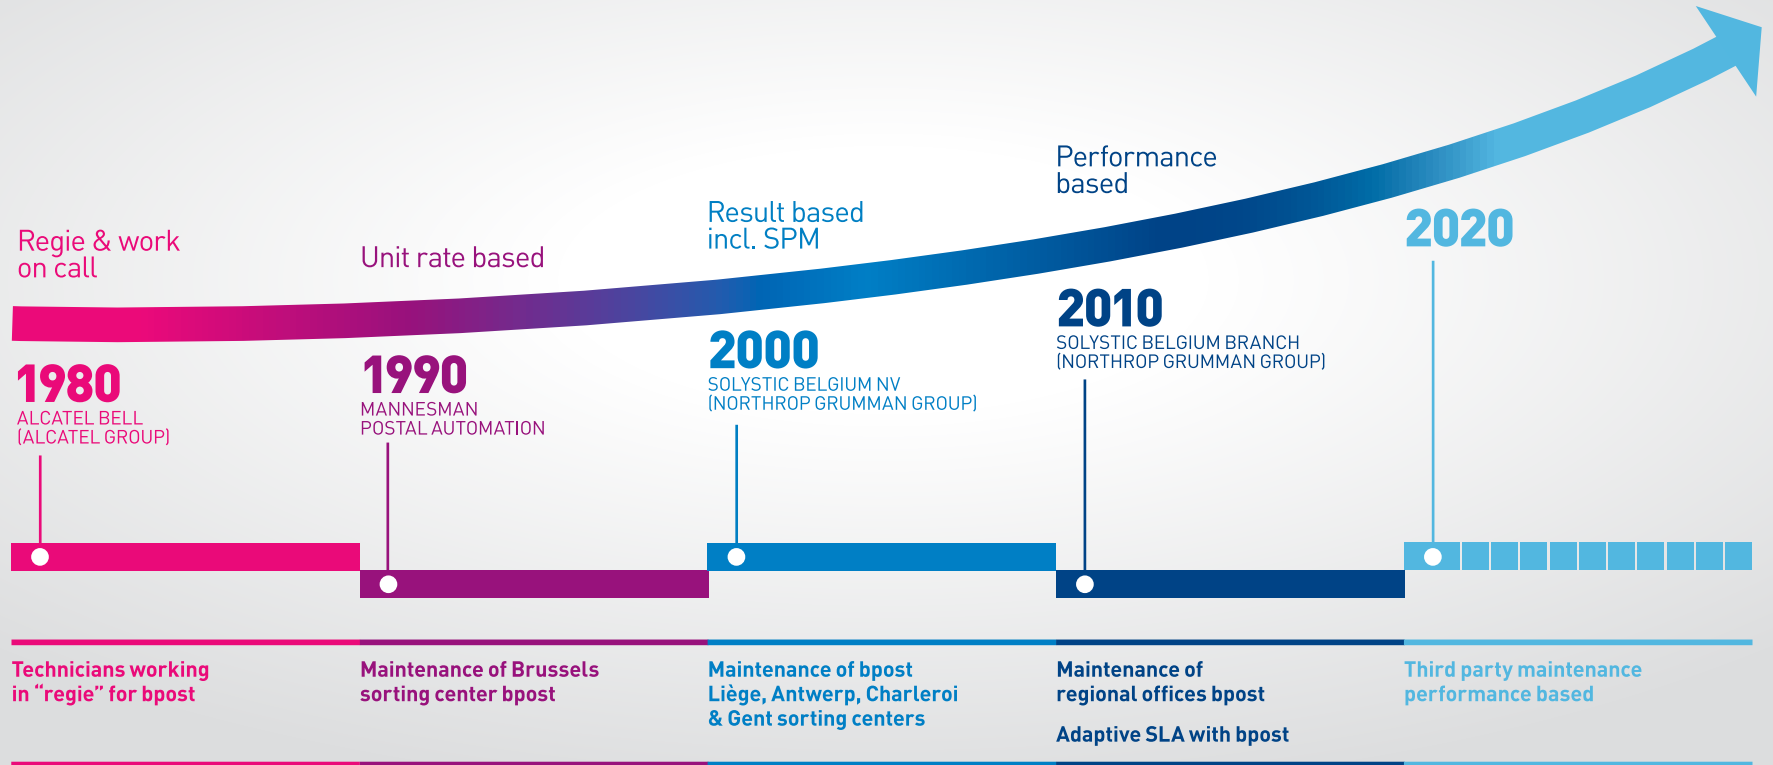 Regie & work
on call
1980
ALCATEL BELL
(ALCATEL GROUP)
Technicians working
in “regie” for bpost
Unit rate based
1990
MANNESMAN
POSTAL AUTOMATION
Maintenance of Brussels
sorting center bpost
Result based
incl. SPM
2000
SOLYSTIC BELGIUM NV
(NORTHROP GRUMMAN GROUP)
Maintenance of bpost
Liège, Antwerp, Charleroi
& Gent sorting centers
Performance
based
2010
SOLYSTIC BELGIUM BRANCH
(NORTHROP GRUMMAN GROUP)
Maintenance of
regional offices bpost
Adaptive SLA with bpost
2020
Third party maintenance
performance based